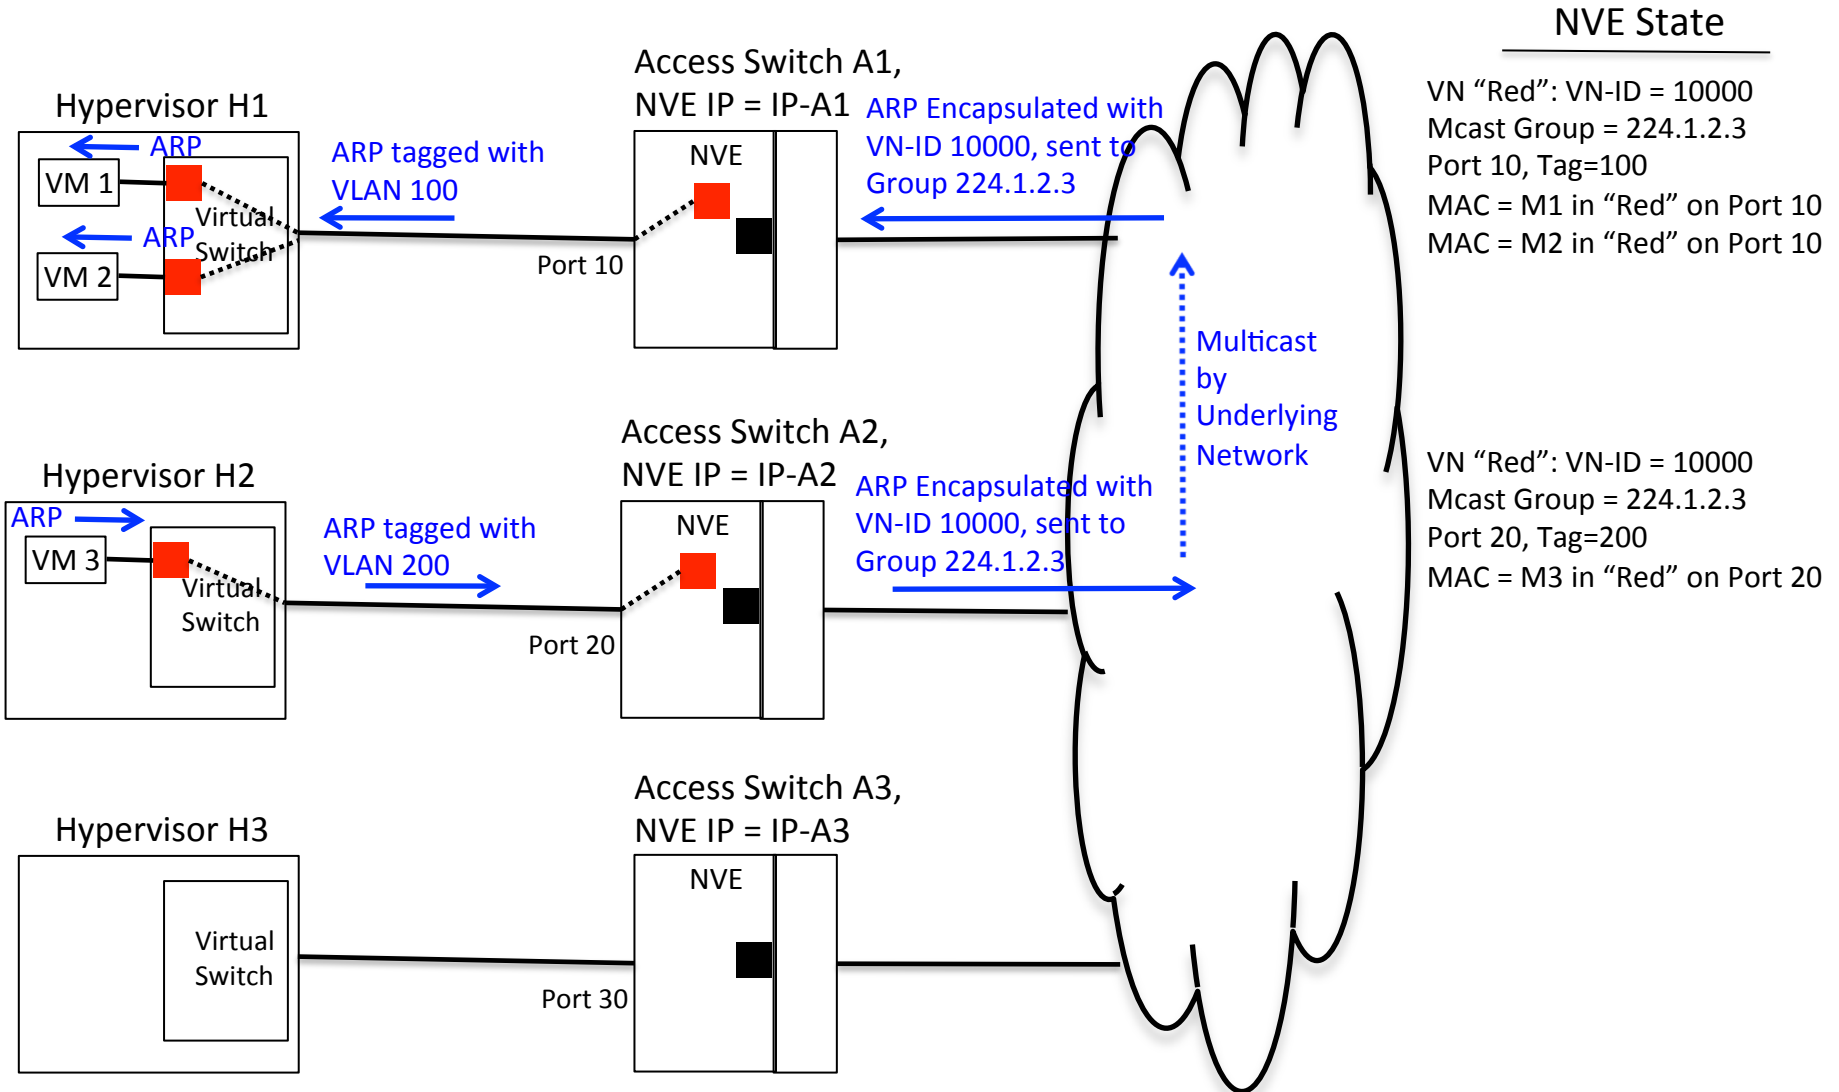 NVE State
Hypervisor H1
ARP
VM 1
ARP
VM 2
Virtual
Switch
ARP tagged with
VLAN 100
Port 10
Access Switch A1,
NVE IP = IP-A1
NVE
ARP Encapsulated with
VN-ID 10000, sent to
Group 224.1.2.3
VN “Red”: VN-ID = 10000
Mcast Group = 224.1.2.3
Port 10, Tag=100
MAC = M1 in “Red” on Port 10
MAC = M2 in “Red” on Port 10
Multicast
by
Underlying
Network
Hypervisor H2
ARP
VM 3
Virtual
Switch
ARP tagged with
VLAN 200
Port 20
Access Switch A2,
NVE IP = IP-A2
NVE
ARP Encapsulated with
VN-ID 10000, sent to
Group 224.1.2.3
VN “Red”: VN-ID = 10000
Mcast Group = 224.1.2.3
Port 20, Tag=200
MAC = M3 in “Red” on Port 20
Hypervisor H3
Virtual
Switch
Port 30
Access Switch A3,
NVE IP = IP-A3
NVE